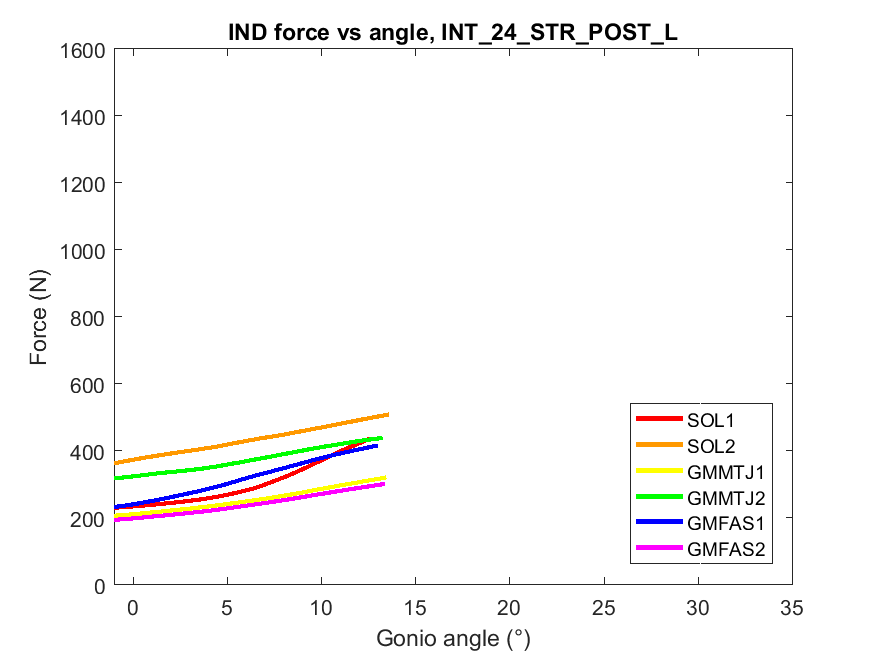 IND force vs angle, INT_24_STR_POST_L
1600
1400
1200
1000
800
600
400
200
0
Force (N)
0 5 10 15 20 25 30 35
Gonio angle (°)
SOL1
SOL2
GMMTJ1
GMMTJ2
GMFAS1
GMFAS2